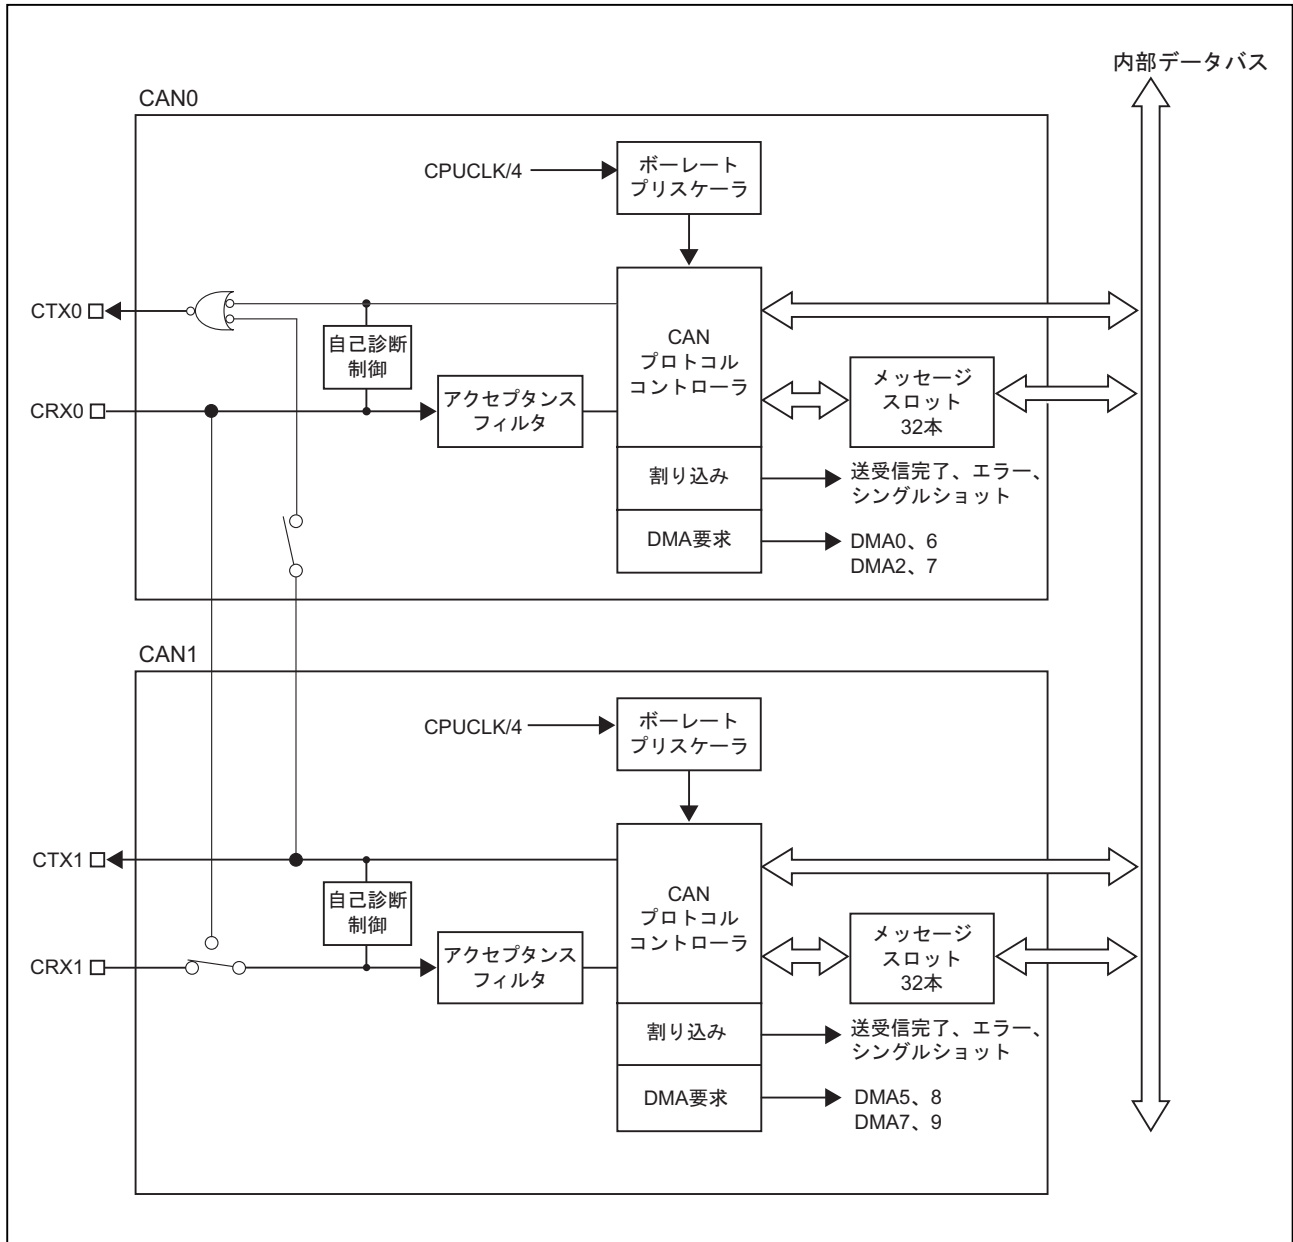 内部データバス
CAN0
CPUCLK/4
ボーレート
プリスケーラ
CTX0
自己診断
制御
CAN
プロトコル
コントローラ
CRX0
アクセプタンス
フィルタ
メッセージ
スロット
32本
割り込み
送受信完了、エラー、
シングルショット
DMA要求
DMA0、6
DMA2、7
CAN1
CPUCLK/4
ボーレート
プリスケーラ
CTX1
自己診断
制御
CAN
プロトコル
コントローラ
CRX1
アクセプタンス
フィルタ
メッセージ
スロット
32本
割り込み
送受信完了、エラー、
シングルショット
DMA要求
DMA5、8
DMA7、9